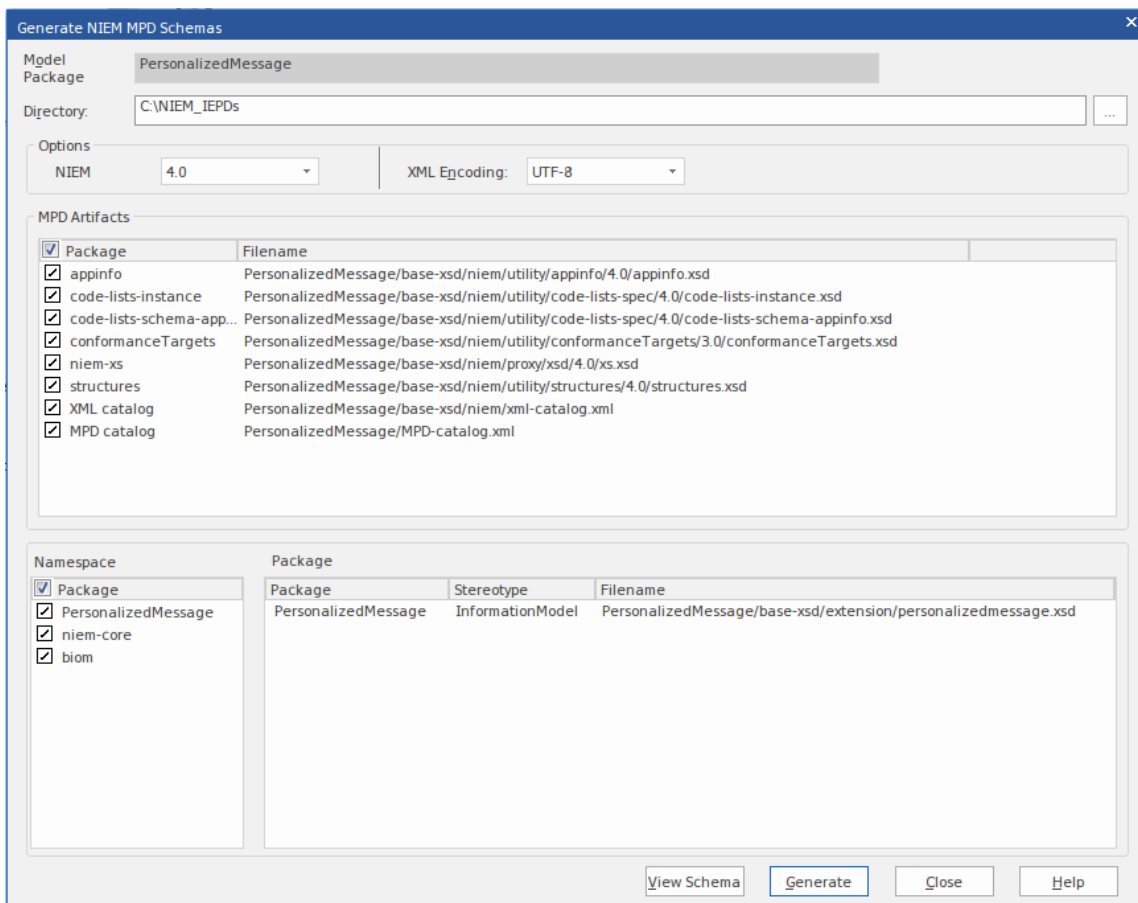 Generate NIEM MPD Schemas
Model Package
PersonalizedMessage
Directory:
C:\NIEM_IEPDs
...
Options
NIEM 4.0 XML Encoding: UTF-8
MPD Artifacts
Package Filename
appinfo PersonalizedMessage/base-xsd/niem/utility/appinfo/4.0/appinfo.xsd
code-lists-instance PersonalizedMessage/base-xsd/niem/utility/code-lists-spec/4.0/code-lists-instance.xsd
code-lists-schema-app... PersonalizedMessage/base-xsd/niem/utility/code-lists-spec/4.0/code-lists-schema-appinfo.xsd
conformanceTargets PersonalizedMessage/base-xsd/niem/utility/conformanceTargets/3.0/conformanceTargets.xsd
niem-xs PersonalizedMessage/base-xsd/niem/proxy/xsd/4.0/xs.xsd
structures PersonalizedMessage/base-xsd/niem/utility/structures/4.0/structures.xsd
XML catalog PersonalizedMessage/base-xsd/niem/xml-catalog.xml
MPD catalog PersonalizedMessage/MPD-catalog.xml
Namespace
Package
PersonalizedMessage
niem-core
biom
Package
Package Stereotype Filename
PersonalizedMessage InformationModel PersonalizedMessage/base-xsd/extension/personalizedmessage.xsd
View Schema Generate Close Help